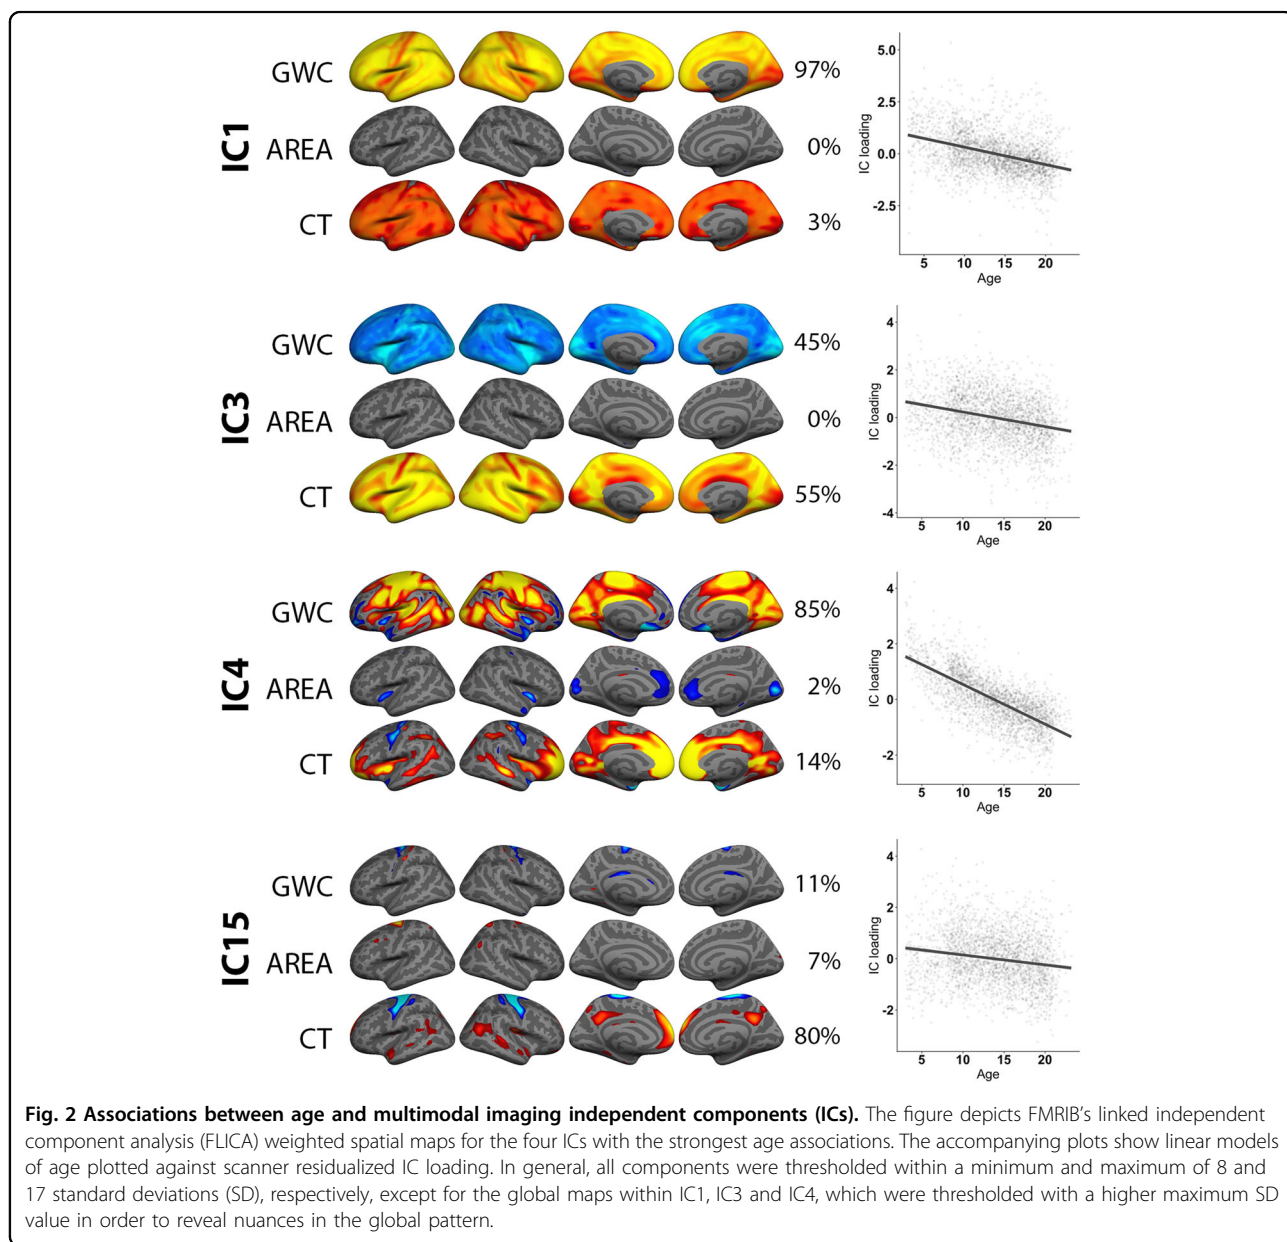 IC1
GWC 97%
AREA 0%
CT 3%
IC loading
5.0
2.5
0.0
-2.5
5 10 15 20
Age
IC3
GWC 45%
AREA 0%
CT 55%
IC loading
4
2
0
-2
-4
5 10 15 20
Age
IC4
GWC 85%
AREA 2%
CT 14%
IC loading
4
2
0
-2
5 10 15 20
Age
IC15
GWC 11%
AREA 7%
CT 80%
IC loading
4
2
0
-2
5 10 15 20
Age
Fig. 2 Associations between age and multimodal imaging independent components (ICs). The figure depicts FMRIB's linked independent
component analysis (FLICA) weighted spatial maps for the four ICs with the strongest age associations. The accompanying plots show linear models
of age plotted against scanner residualized IC loading. In general, all components were thresholded within a minimum and maximum of 8 and
17 standard deviations (SD), respectively, except for the global maps within IC1, IC3 and IC4, which were thresholded with a higher maximum SD
value in order to reveal nuances in the global pattern.